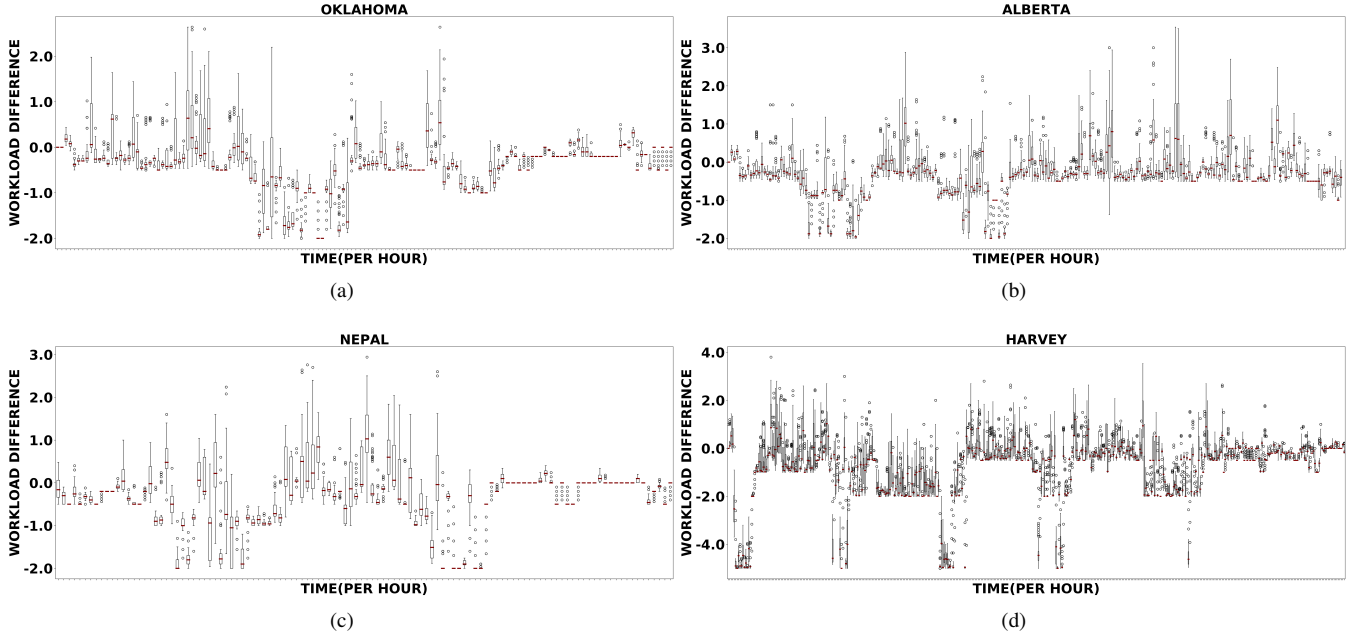 OKLAHOMA
WORKLOAD DIFFERENCE
2.0
1.0
0.0
-1.0
-2.0
TIME(PER HOUR)
(a)
ALBERTA
WORKLOAD DIFFERENCE
3.0
2.0
1.0
0.0
-1.0
-2.0
TIME(PER HOUR)
(b)
NEPAL
WORKLOAD DIFFERENCE
3.0
2.0
1.0
0.0
-1.0
-2.0
TIME(PER HOUR)
(c)
HARVEY
WORKLOAD DIFFERENCE
4.0
2.0
0.0
-2.0
-4.0
TIME(PER HOUR)
(d)